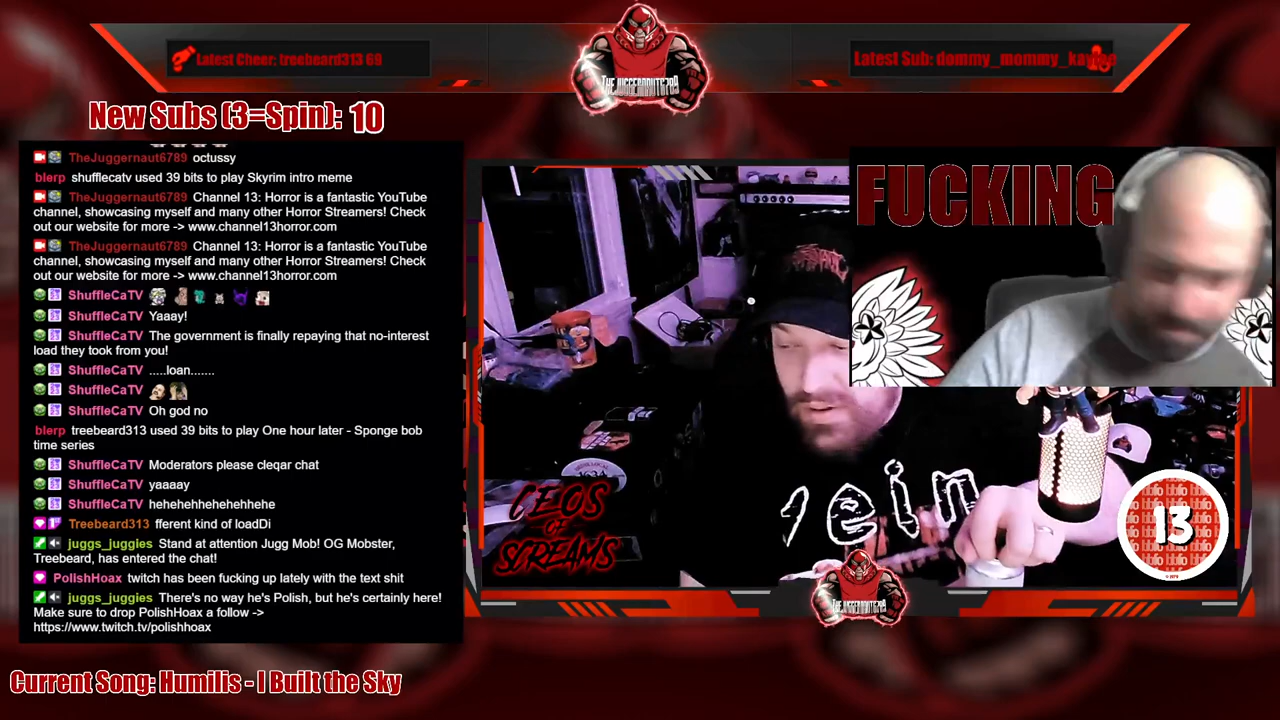 Latest Cheer: treebeard313 69
THEJUGGERNAUT6789
Latest Sub: dommy_mommy_kaylee
New Subs (3=Spin): 10
TheJuggernaut6789 octussy
blerp shufflecatv used 39 bits to play Skyrim intro meme
TheJuggernaut6789 Channel 13: Horror is a fantastic YouTube
channel, showcasing myself and many other Horror Streamers! Check
out our website for more -> www.channel13horror.com
TheJuggernaut6789 Channel 13: Horror is a fantastic YouTube
channel, showcasing myself and many other Horror Streamers! Check
out our website for more -> www.channel13horror.com
ShuffleCaTV
ShuffleCaTV Yaaay!
ShuffleCaTV The government is finally repaying that no-interest
load they took from you!
ShuffleCaTV .....loan.......
ShuffleCaTV
ShuffleCaTV Oh god no
blerp treebeard313 used 39 bits to play One hour later - Sponge bob
time series
ShuffleCaTV Moderators please cleqar chat
ShuffleCaTV yaaaay
ShuffleCaTV hehehehhehehehhehe
Treebeard313 fferent kind of loadDi
juggs_juggies Stand at attention Jugg Mob! OG Mobster,
Treebeard, has entered the chat!
PolishHoax twitch has been fucking up lately with the text shit
juggs_juggies There's no way he's Polish, but he's certainly here!
Make sure to drop PolishHoax a follow ->
https://www.twitch.tv/polishhoax
FUCKING
vein
CEOS
OF
SCREAMS
13
THEJUGGERNAUT6789
Current Song: Humilis - I Built the Sky